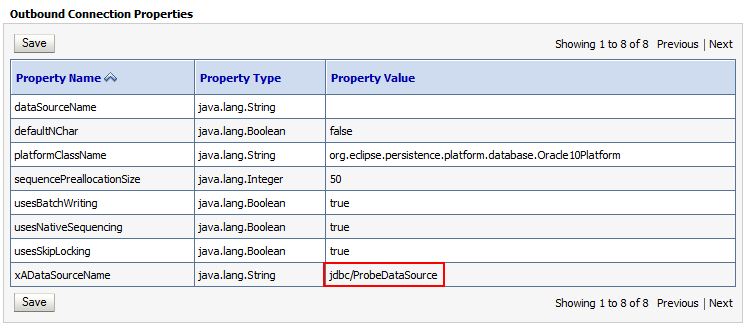 Outbound Connection Properties
Save Showing 1 to 8 of 8 Previous | Next
Property Name Property Type Property Value
dataSourceName java.lang.String
defaultNChar java.lang.Boolean false
platformClassName java.lang.String org.eclipse.persistence.platform.database.Oracle10Platform
sequencePreallocationSize java.lang.Integer 50
usesBatchWriting java.lang.Boolean true
usesNativeSequencing java.lang.Boolean true
usesSkipLocking java.lang.Boolean true
xADataSourceName java.lang.String jdbc/ProbeDataSource
Save Showing 1 to 8 of 8 Previous | Next